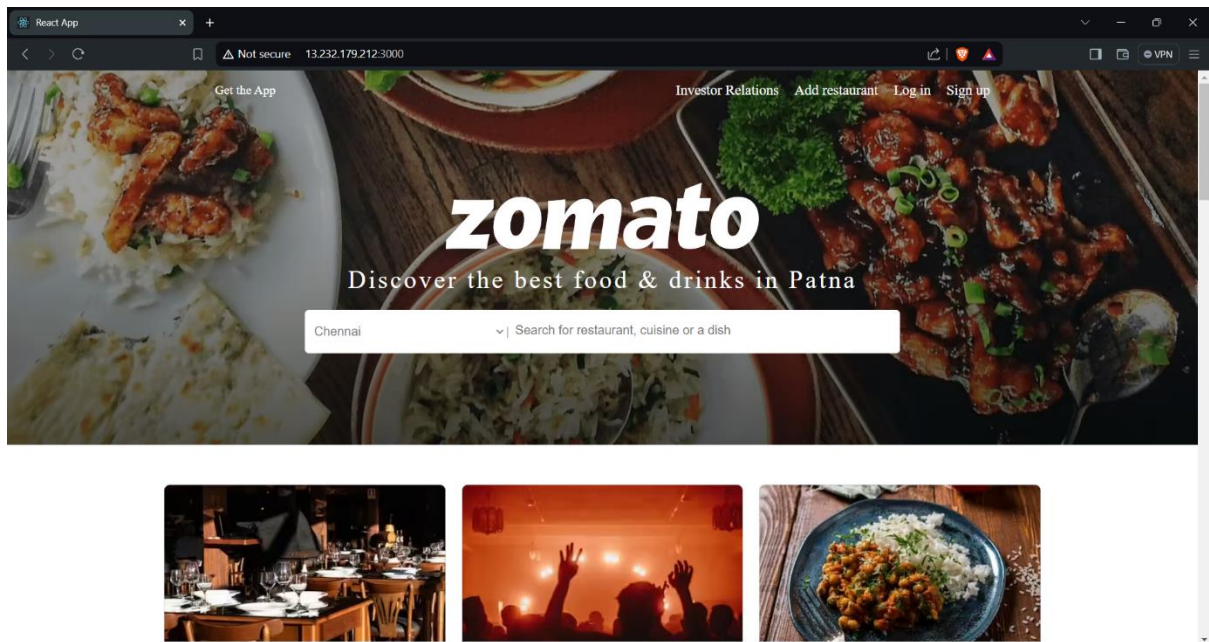 React App
Not secure 13.232.179.212:3000
VPN
Get the App Investor Relations Add restaurant Log in Sign up
zomato
Discover the best food & drinks in Patna
Chennai | Search for restaurant, cuisine or a dish